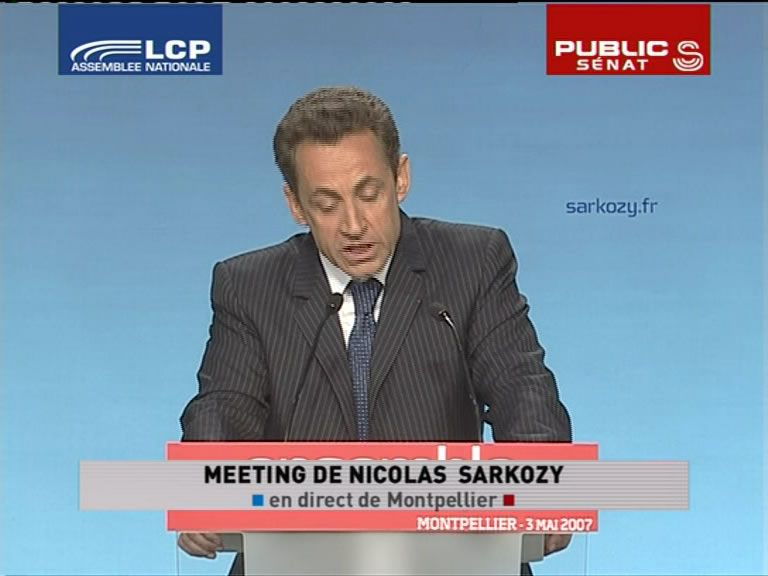 LCP
ASSEMBLEE NATIONALE
PUBLIC S
SÉNAT
sarkozy.fr
ensemble
MEETING DE NICOLAS SARKOZY
en direct de Montpellier
MONTPELLIER - 3 MAI 2007